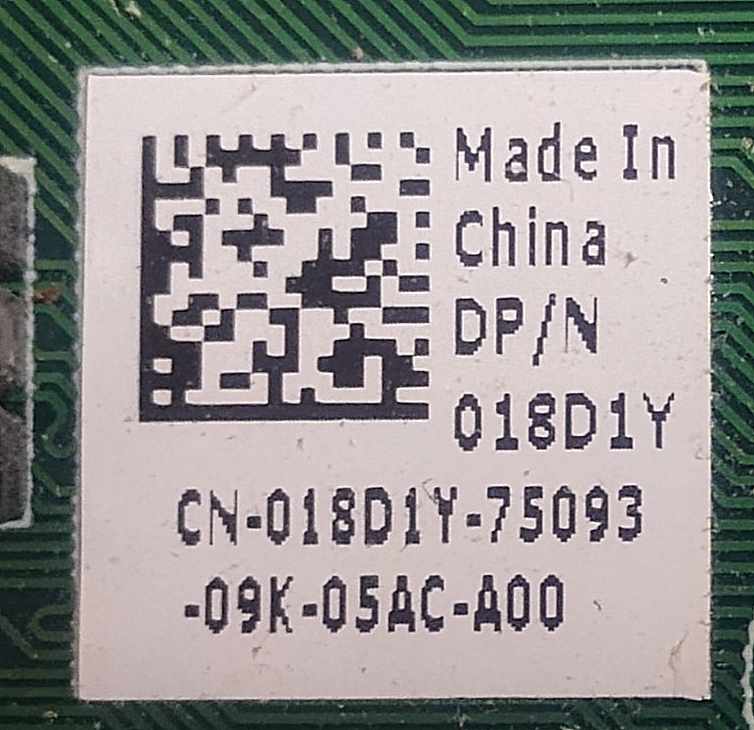 Made In
China
DP/N
018D1Y
CN-018D1Y-75093
-09K-05AC-A00